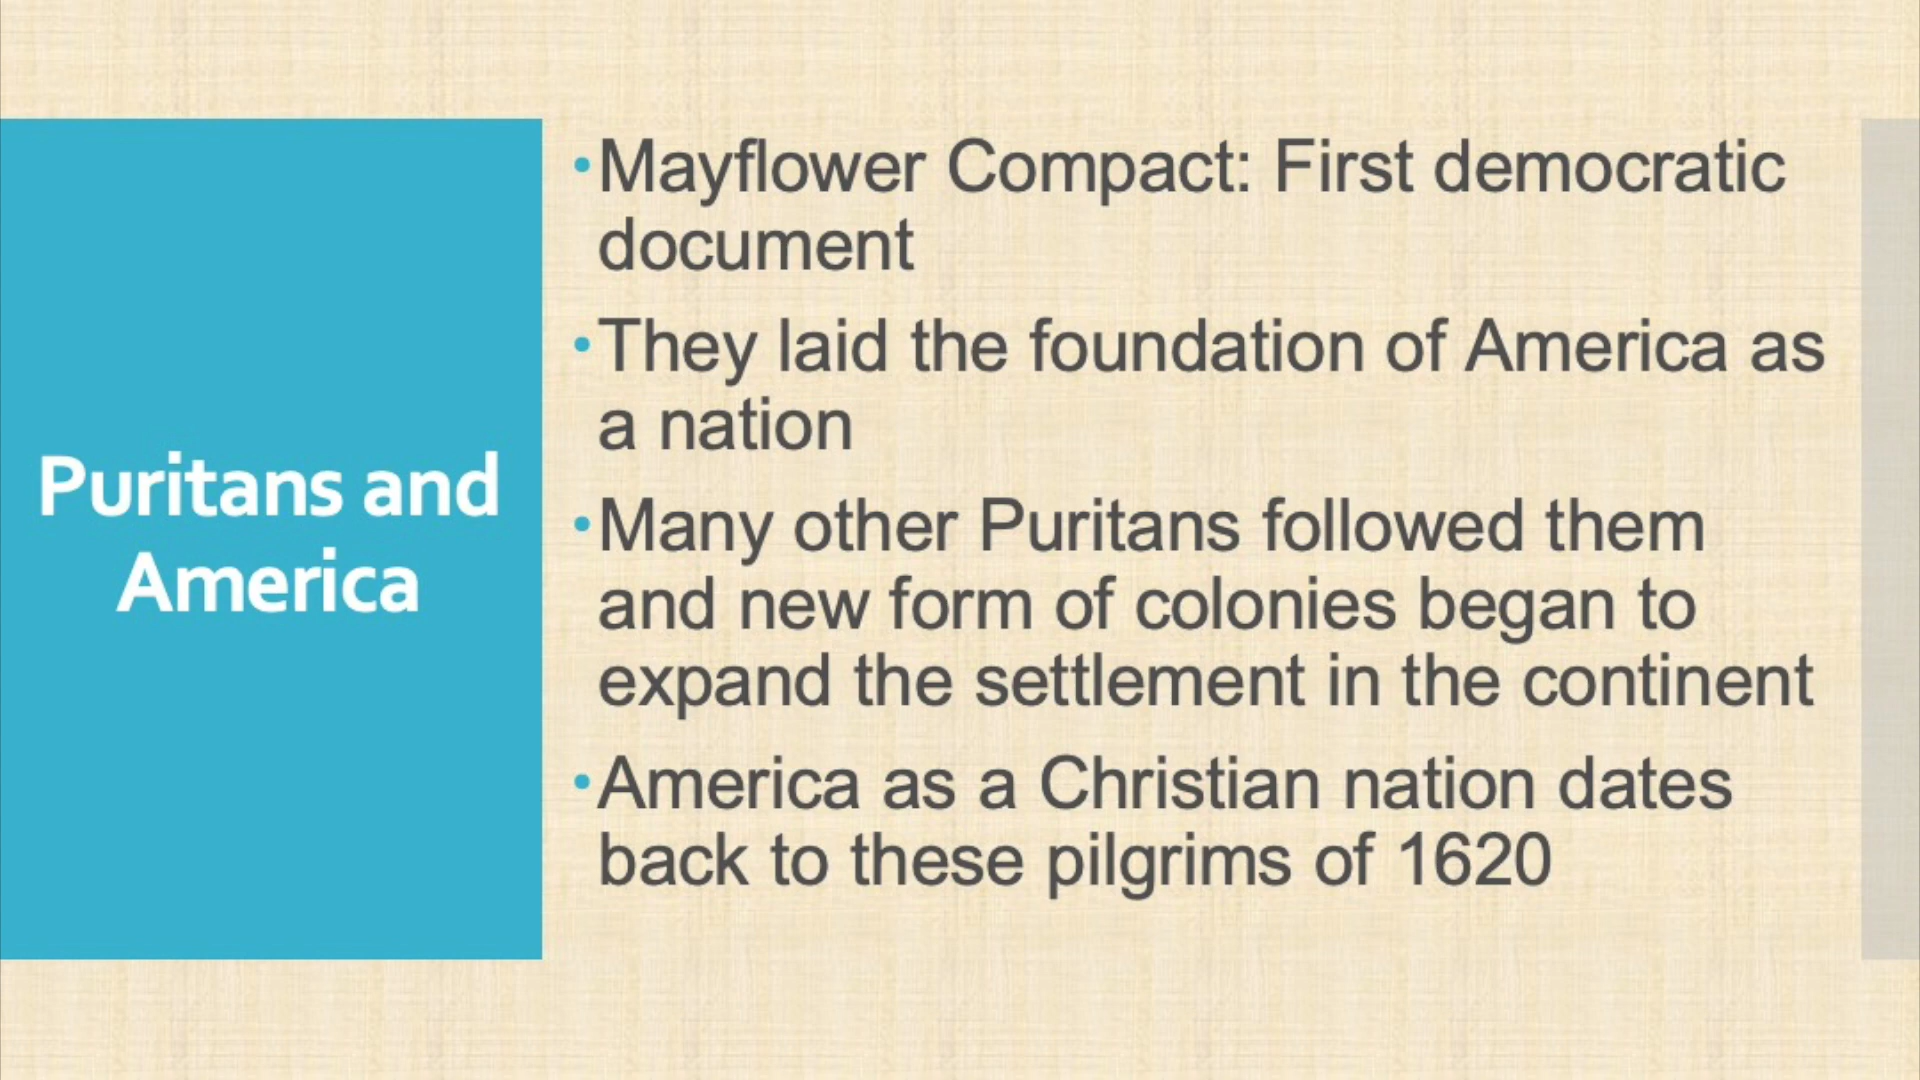 Puritans and
America
•Mayflower Compact: First democratic
document
•They laid the foundation of America as
a nation
•Many other Puritans followed them
and new form of colonies began to
expand the settlement in the continent
•America as a Christian nation dates
back to these pilgrims of 1620